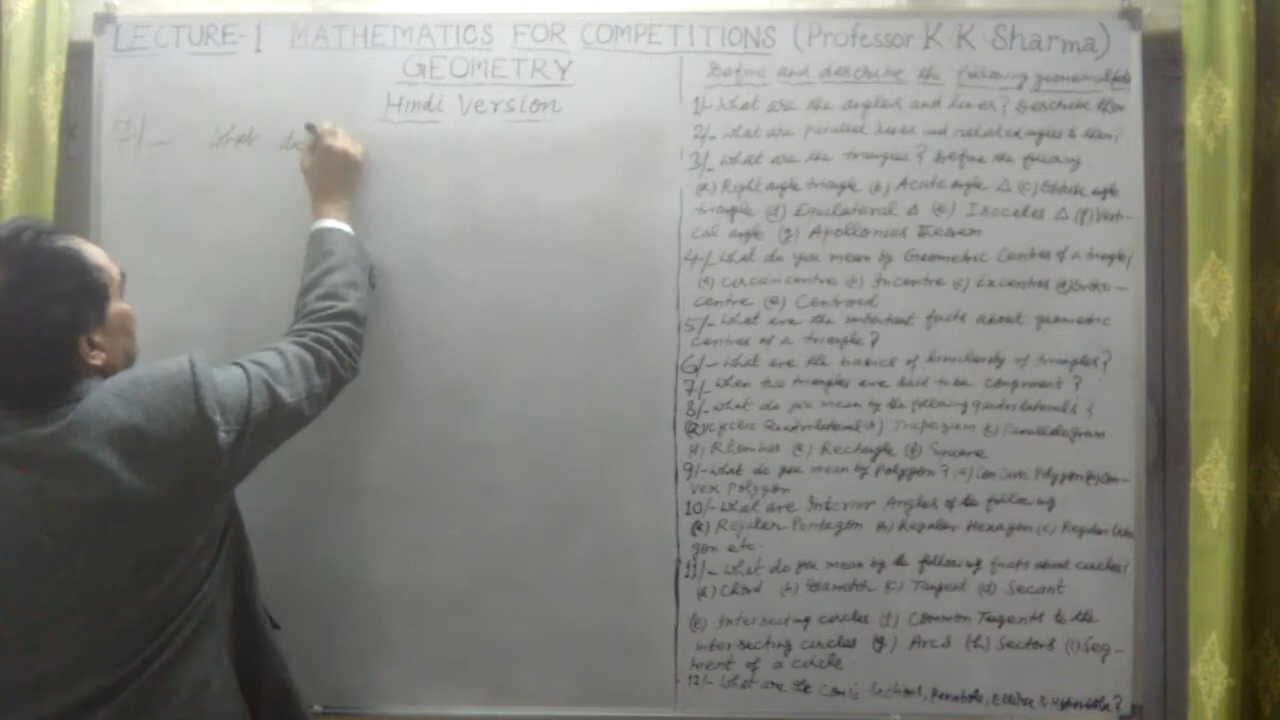 LECTURE-1 MATHEMATICS FOR COMPETITIONS (Professor K K Sharma)
GEOMETRY
Hindi Version
What do
Define and describe the following
1/- What are the angles and lines? Describe them
2/- What are parallel lines and related angles to them?
3/- What are the triangles? Define the following.
(a) Right angle triangle (b) Acute angle Δ (c) Obtuse angle
triangle (d) Equilateral Δ (e) Isoceles Δ (f) Verti-
cal angle (g) Apollonius Theorem
4/- What do you mean by Geometric Centres of a triangle?
(a) Circum-centre (b) Incentre (c) Excentres (d) Ortho-
centre (e) Centroid
5/- What are the important facts about geometric
centres of a triangle?
6/- What are the basics of similarity of triangles?
7/- When two triangles are said to be congruent?
8/- What do you mean by the following quadrilaterals?
(a) Cyclic Quadrilateral (b) Trapezium (c) Parallelogram
(d) Rhombus (e) Rectangle (f) Square
9/- What do you mean by Polygon? (a) Concave Polygon (b) Con-
vex Polygon
10/- What are Interior Angles of the following
(a) Regular Pentagon (b) Regular Hexagon (c) Regular Octa
gon etc.
11/- What do you mean by the following facts about circles?
(a) Chord (b) Diameter (c) Tangent (d) Secant
(e) Intersecting circles (f) Common Tangents to the
intersecting circles (g) Arcs (h) Sectors (i) Seg-
ment of a circle
12/- What are the Conic Sections, Parabola, Ellipse & Hyperbola?